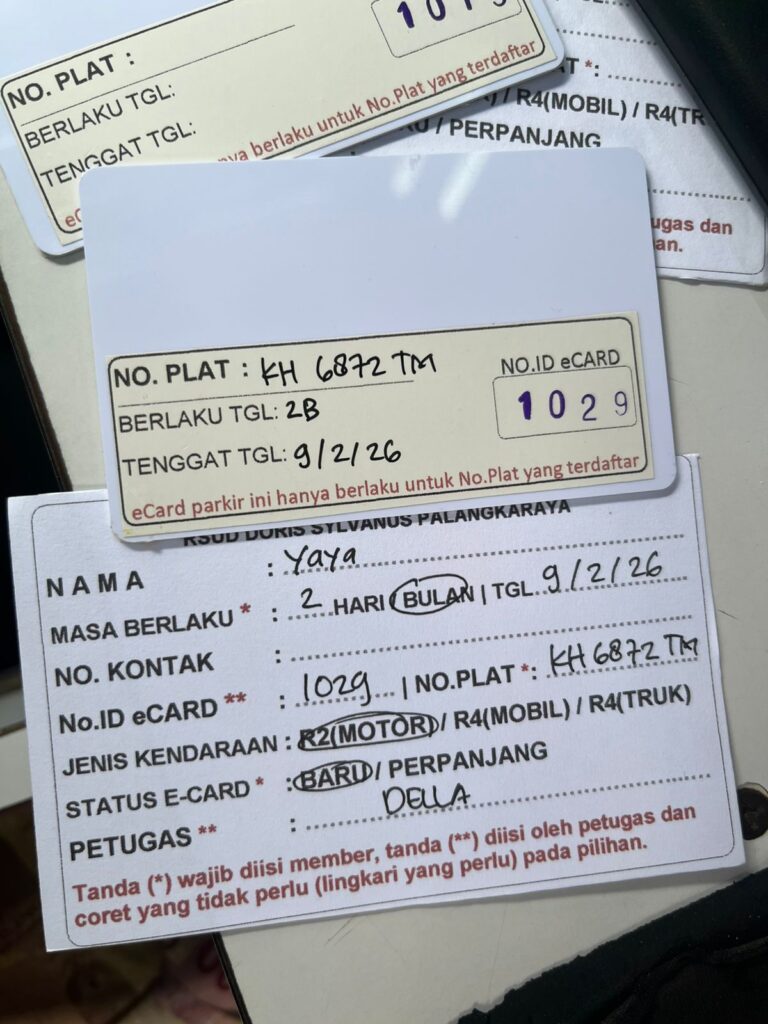 NO. PLAT :
BERLAKU TGL:
TENGGAT TGL:
berlaku untuk No.Plat yang terdaftar
R4(MOBIL) / R4(TR
/ PERPANJANG
ugas dan
an.
NO. PLAT : KH 6872 TM
NO.ID eCARD
1029
BERLAKU TGL: 2B
TENGGAT TGL: 9/2/26
eCard parkir ini hanya berlaku untuk No.Plat yang terdaftar
RSUD DORIS SYLVANUS PALANGKARAYA
NAMA : Yaya
MASA BERLAKU * : 2 HARI / BULAN | TGL. 9/2/26
NO. KONTAK :
No.ID eCARD ** : 1029 | NO.PLAT *: KH 6872 TM
JENIS KENDARAAN : R2(MOTOR) / R4(MOBIL) / R4(TRUK)
STATUS E-CARD * : BARU / PERPANJANG
PETUGAS ** : DELLA
Tanda (*) wajib diisi member, tanda (**) diisi oleh petugas dan
coret yang tidak perlu (lingkari yang perlu) pada pilihan.